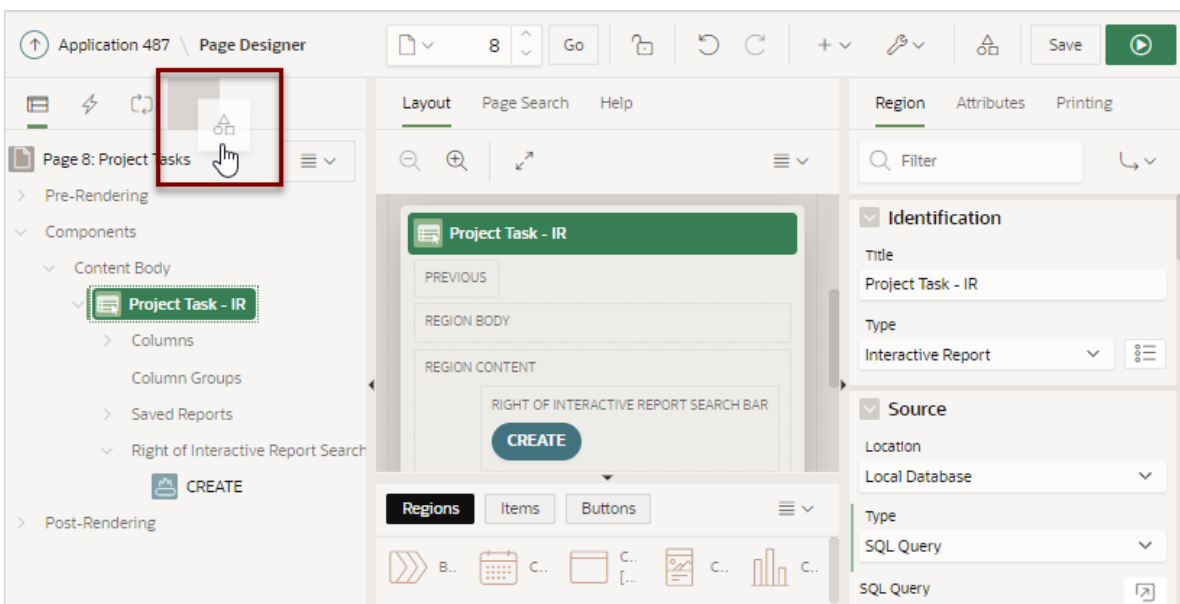 Application 487 \ Page Designer
8
Go
Save
Layout
Page Search
Help
Region
Attributes
Printing
Page 8: Project Tasks
Filter
Pre-Rendering
Components
Content Body
Project Task - IR
Columns
Column Groups
Saved Reports
Right of Interactive Report Search
CREATE
Post-Rendering
Project Task - IR
PREVIOUS
REGION BODY
REGION CONTENT
RIGHT OF INTERACTIVE REPORT SEARCH BAR
CREATE
Regions
Items
Buttons
B..
C..
C..
[...
C..
C..
Identification
Title
Project Task - IR
Type
Interactive Report
Source
Location
Local Database
Type
SQL Query
SQL Query